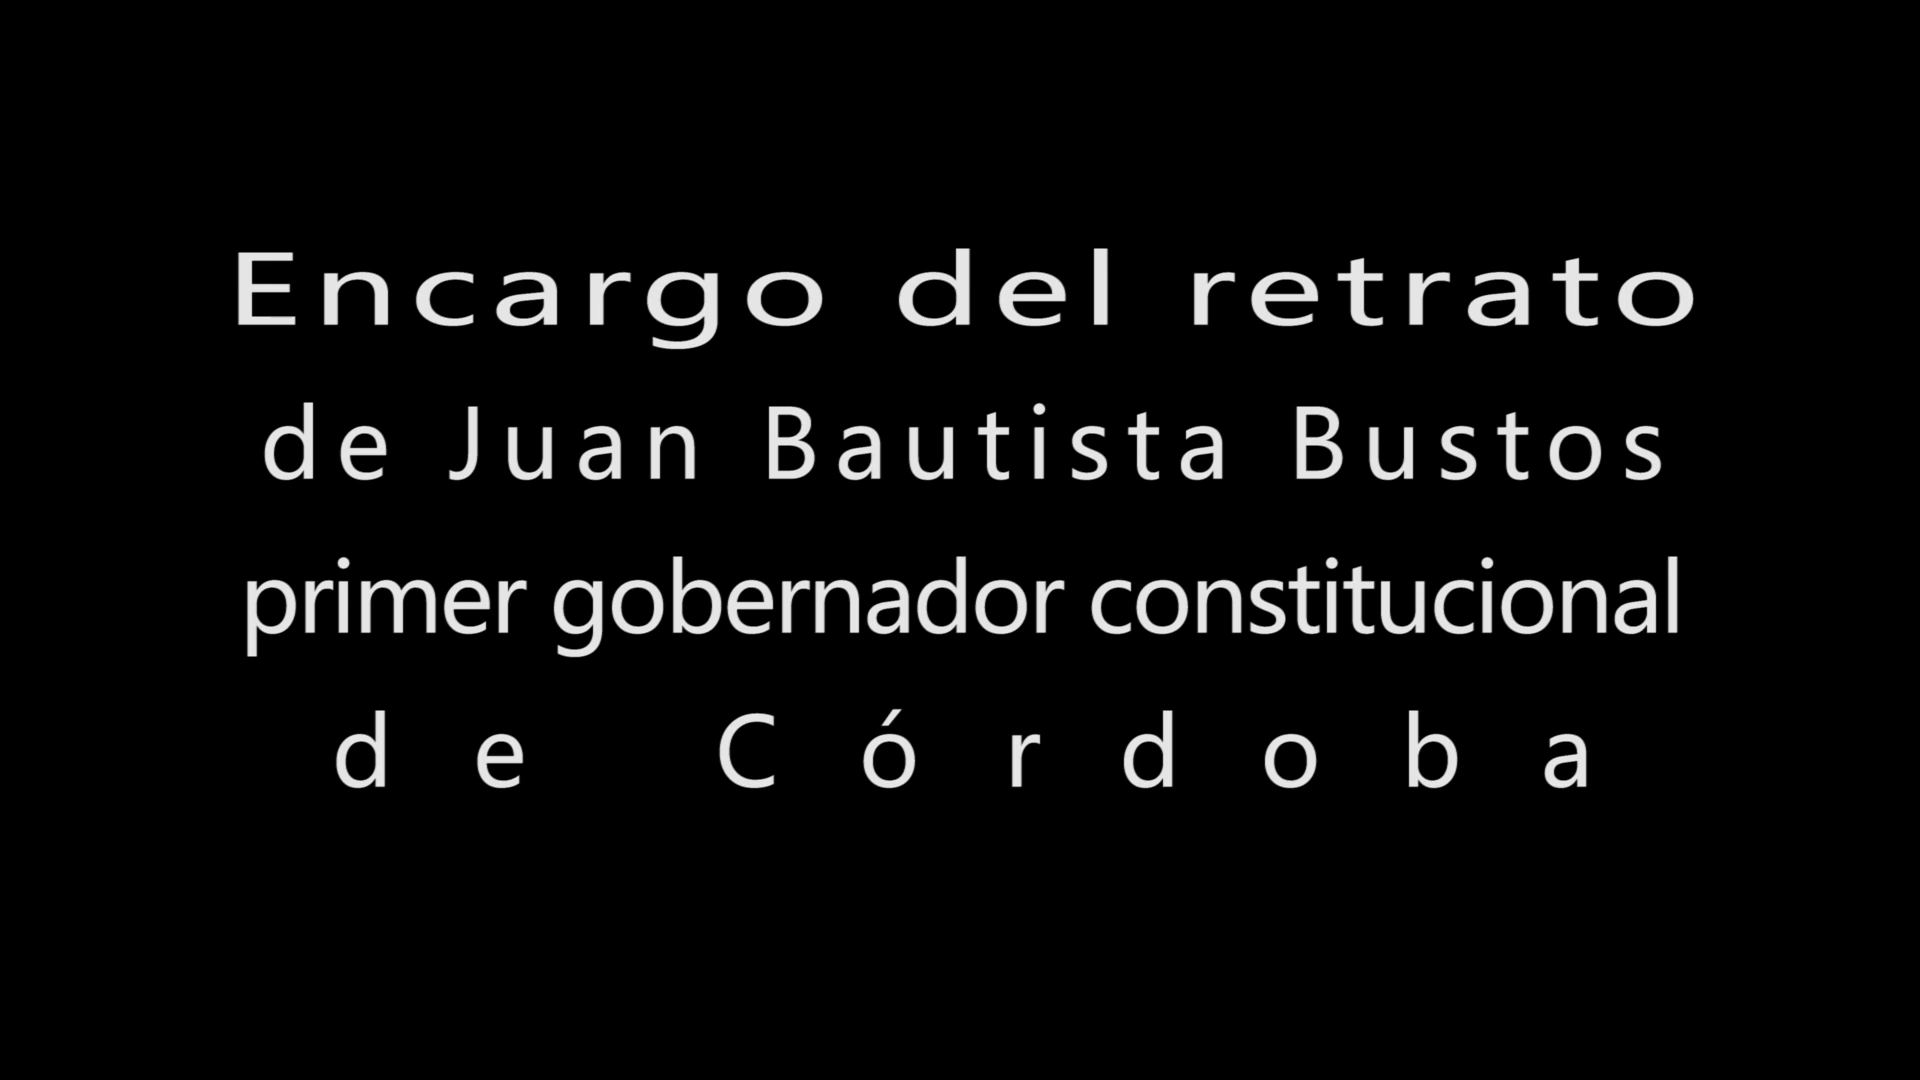 Encargo del retrato
de Juan Bautista Bustos
primer gobernador constitucional
de Córdoba